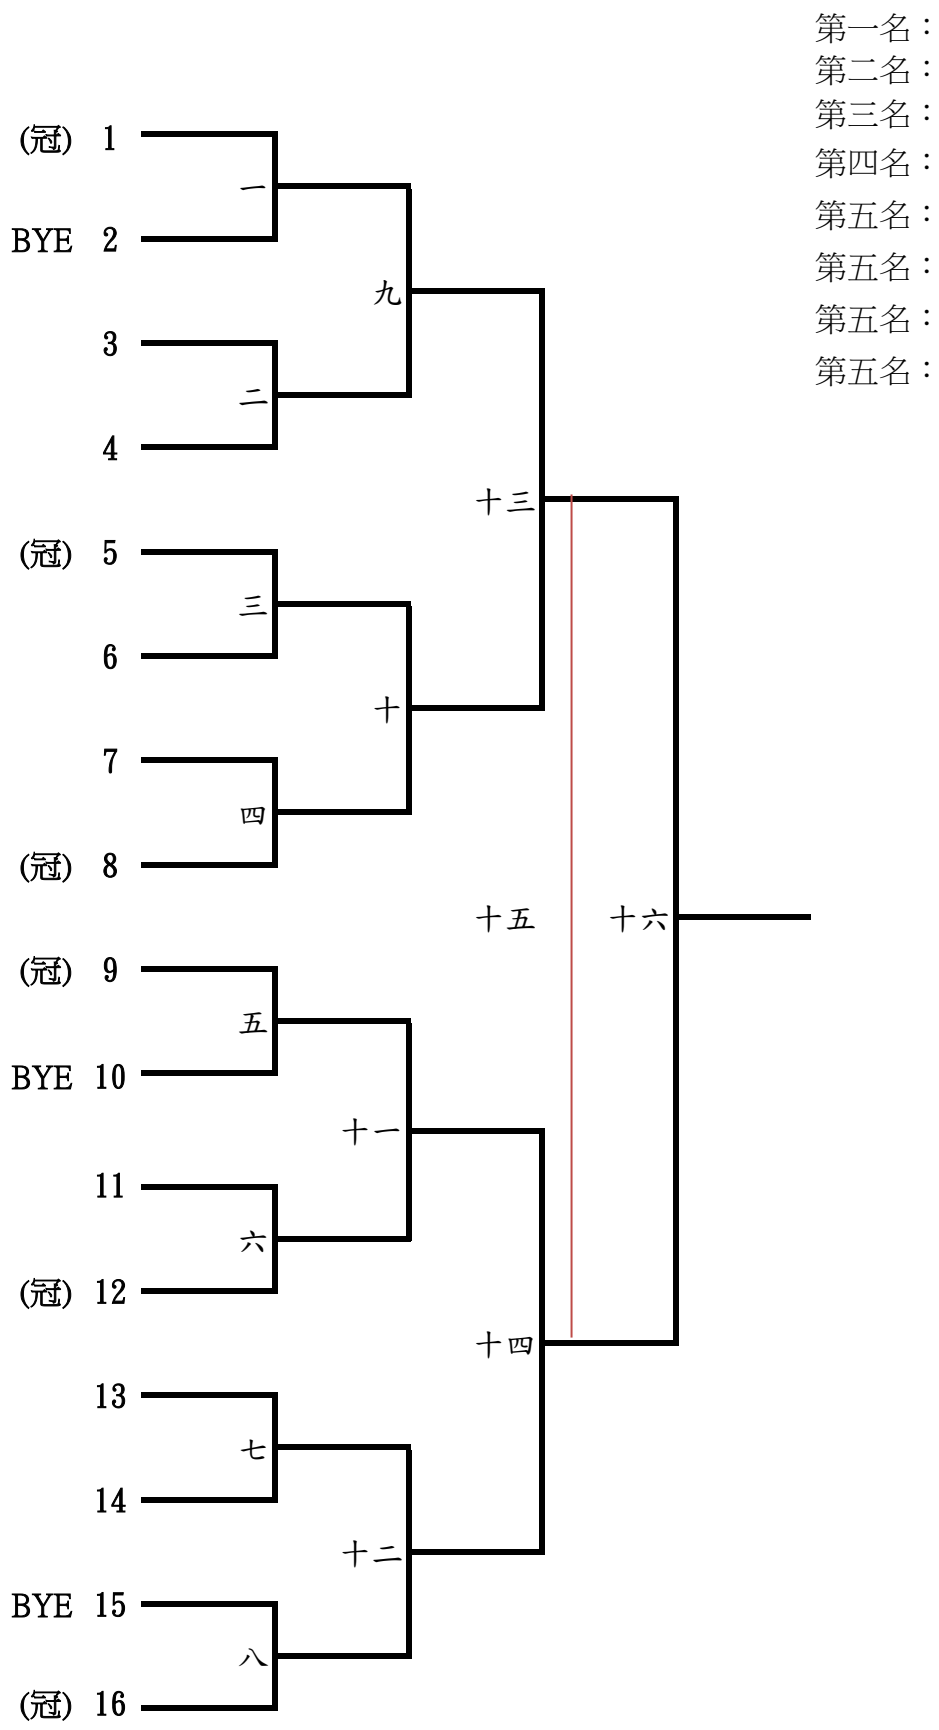 第一名：
第二名：
第三名：
第四名：
第五名：
第五名：
第五名：
第五名：
(冠) 1
一
BYE 2
九
3
二
4
十三
(冠) 5
三
6
十
7
四
(冠) 8
十五 十六
(冠) 9
五
BYE 10
十一
11
六
(冠) 12
十四
13
七
14
十二
BYE 15
八
(冠) 16